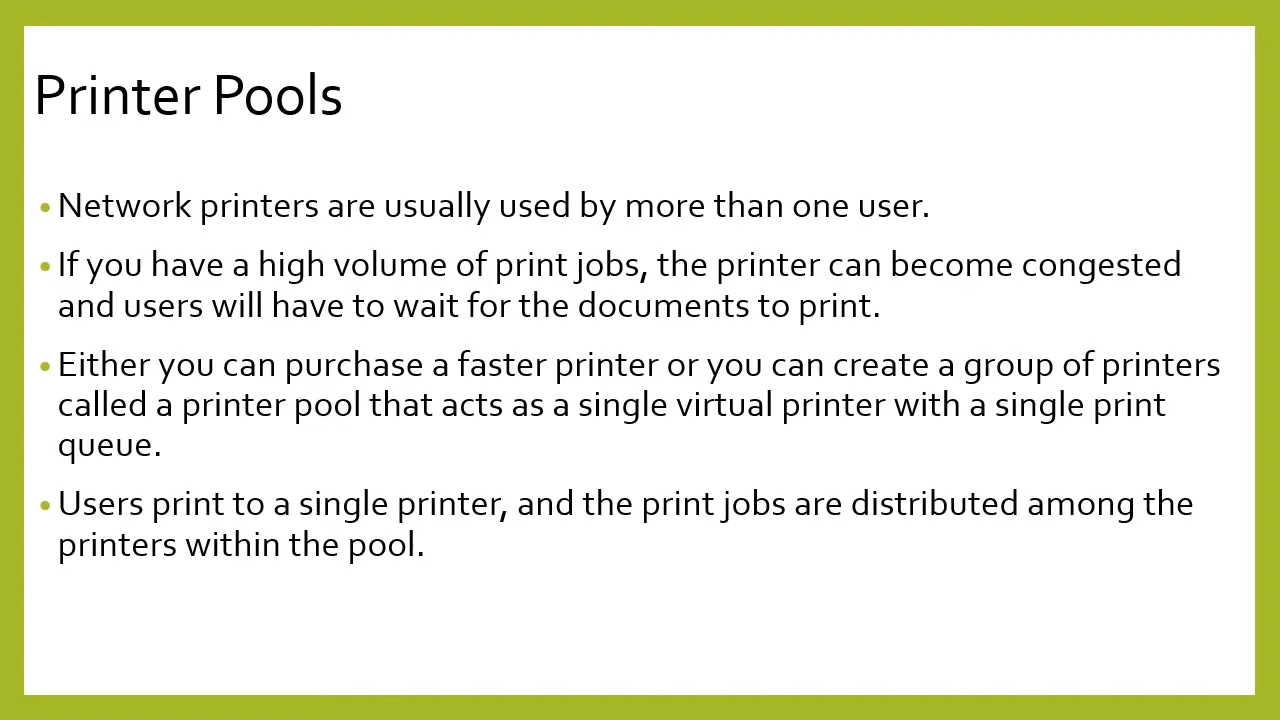 Printer Pools
• Network printers are usually used by more than one user.
• If you have a high volume of print jobs, the printer can become congested
and users will have to wait for the documents to print.
• Either you can purchase a faster printer or you can create a group of printers
called a printer pool that acts as a single virtual printer with a single print
queue.
• Users print to a single printer, and the print jobs are distributed among the
printers within the pool.